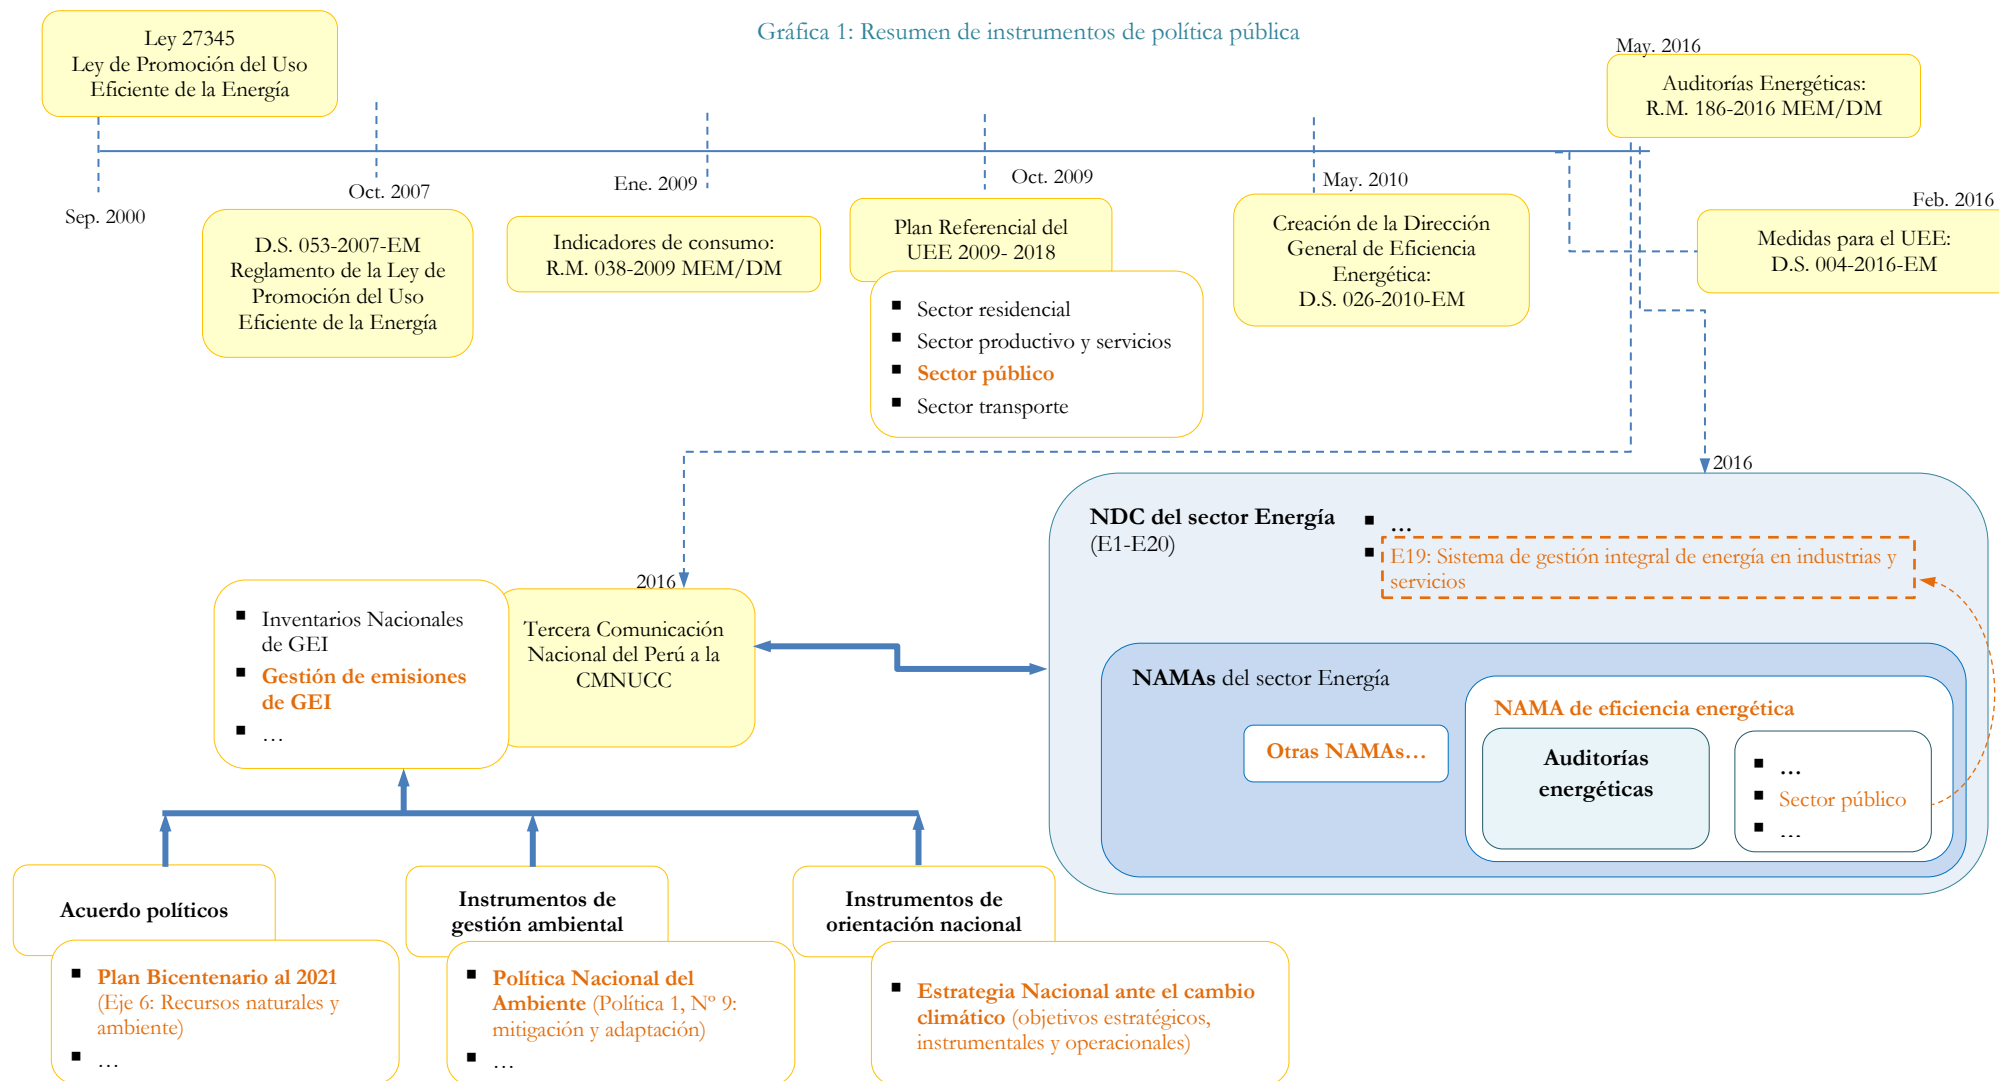 Gráfica 1: Resumen de instrumentos de política pública
Ley 27345
Ley de Promoción del Uso
Eficiente de la Energía
Sep. 2000
Oct. 2007
D.S. 053-2007-EM
Reglamento de la Ley de
Promoción del Uso
Eficiente de la Energía
Ene. 2009
Indicadores de consumo:
R.M. 038-2009 MEM/DM
Oct. 2009
Plan Referencial del
UEE 2009- 2018
▪ Sector residencial
▪ Sector productivo y servicios
▪ Sector público
▪ Sector transporte
May. 2010
Creación de la Dirección
General de Eficiencia
Energética:
D.S. 026-2010-EM
May. 2016
Auditorías Energéticas:
R.M. 186-2016 MEM/DM
Feb. 2016
Medidas para el UEE:
D.S. 004-2016-EM
2016
NDC del sector Energía
(E1-E20)
▪ …
▪ E19: Sistema de gestión integral de energía en industrias y
servicios
NAMAs del sector Energía
Otras NAMAs…
NAMA de eficiencia energética
Auditorías
energéticas
▪ …
▪ Sector público
▪ …
2016
Tercera Comunicación
Nacional del Perú a la
CMNUCC
▪ Inventarios Nacionales
de GEI
▪ Gestión de emisiones
de GEI
▪ …
Acuerdo políticos
▪ Plan Bicentenario al 2021
(Eje 6: Recursos naturales y
ambiente)
▪ …
Instrumentos de
gestión ambiental
▪ Política Nacional del
Ambiente (Política 1, Nº 9:
mitigación y adaptación)
▪ …
Instrumentos de
orientación nacional
▪ Estrategia Nacional ante el cambio
climático (objetivos estratégicos,
instrumentales y operacionales)